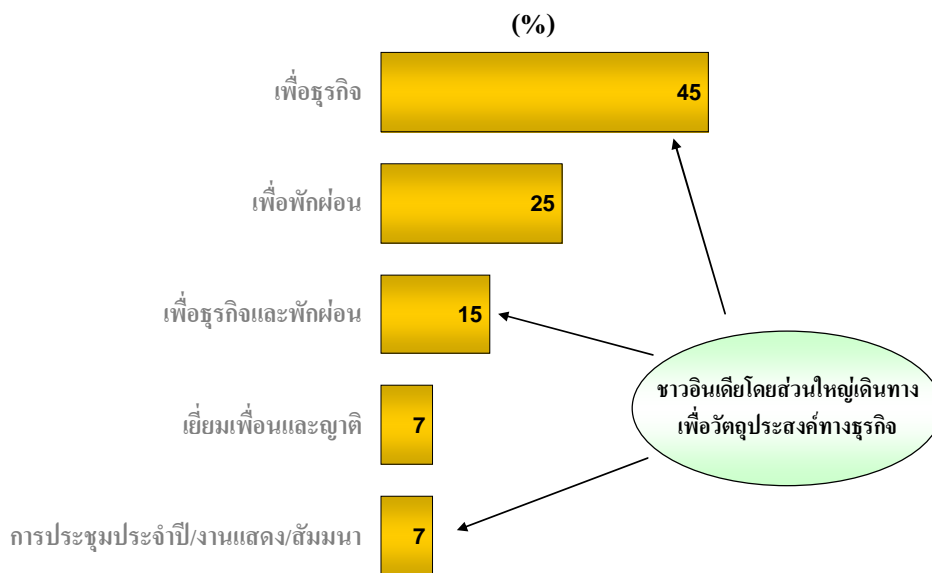 (%)
เพื่อธุรกิจ
45
เพื่อพักผ่อน
25
เพื่อธุรกิจและพักผ่อน
15
ชาวอินเดียโดยส่วนใหญ่เดินทาง
เพื่อวัตถุประสงค์ทางธุรกิจ
เยี่ยมเพื่อนและญาติ
7
การประชุมประจำปี/งานแสดง/สัมมนา
7